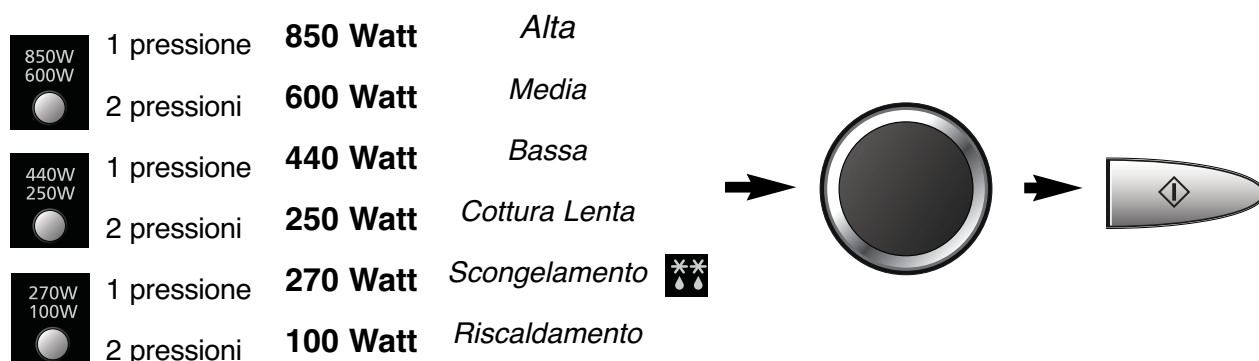 850W
600W
1 pressione 850 Watt Alta
2 pressioni 600 Watt Media
440W
250W
1 pressione 440 Watt Bassa
2 pressioni 250 Watt Cottura Lenta
270W
100W
1 pressione 270 Watt Scongelamento
2 pressioni 100 Watt Riscaldamento